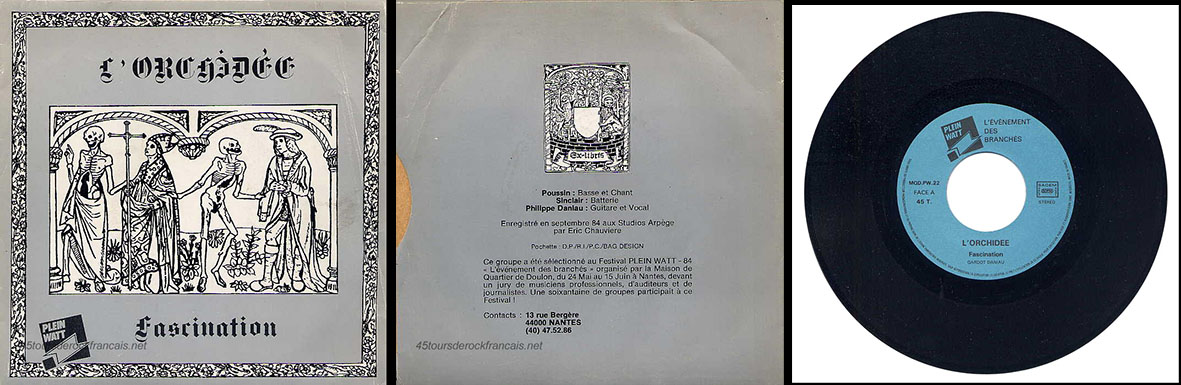 L'ORCHIDÉE
PLEIN
WATT
Fascination
45toursderockfrancais.net
Ex-libris
Poussin : Basse et Chant
Sinclair : Batterie
Philippe Daniau : Guitare et Vocal
Enregistré en septembre 84 aux Studios Arpège
par Eric Chauviere
Pochette : D.P./R.I./P.C./BAG DESIGN
Ce groupe a été sélectionné au Festival PLEIN WATT - 84
« L'événement des branchés » organisé par la Maison de
Quartier de Doulon, du 24 Mai au 15 Juin à Nantes, devant
un jury de musiciens professionnels, d'auditeurs et de
journalistes. Une soixantaine de groupes participait à ce
Festival !
Contacts : 13 rue Bergère
44000 NANTES
(40) 47.52.86
45toursderockfrancais.net
PLEIN
WATT
L'ÉVÉNEMENT
DES
BRANCHÉS
MOD.PW.32
FACE A
45 T.
SACEM
STEREO
L'ORCHIDEE
Fascination
DANIAU